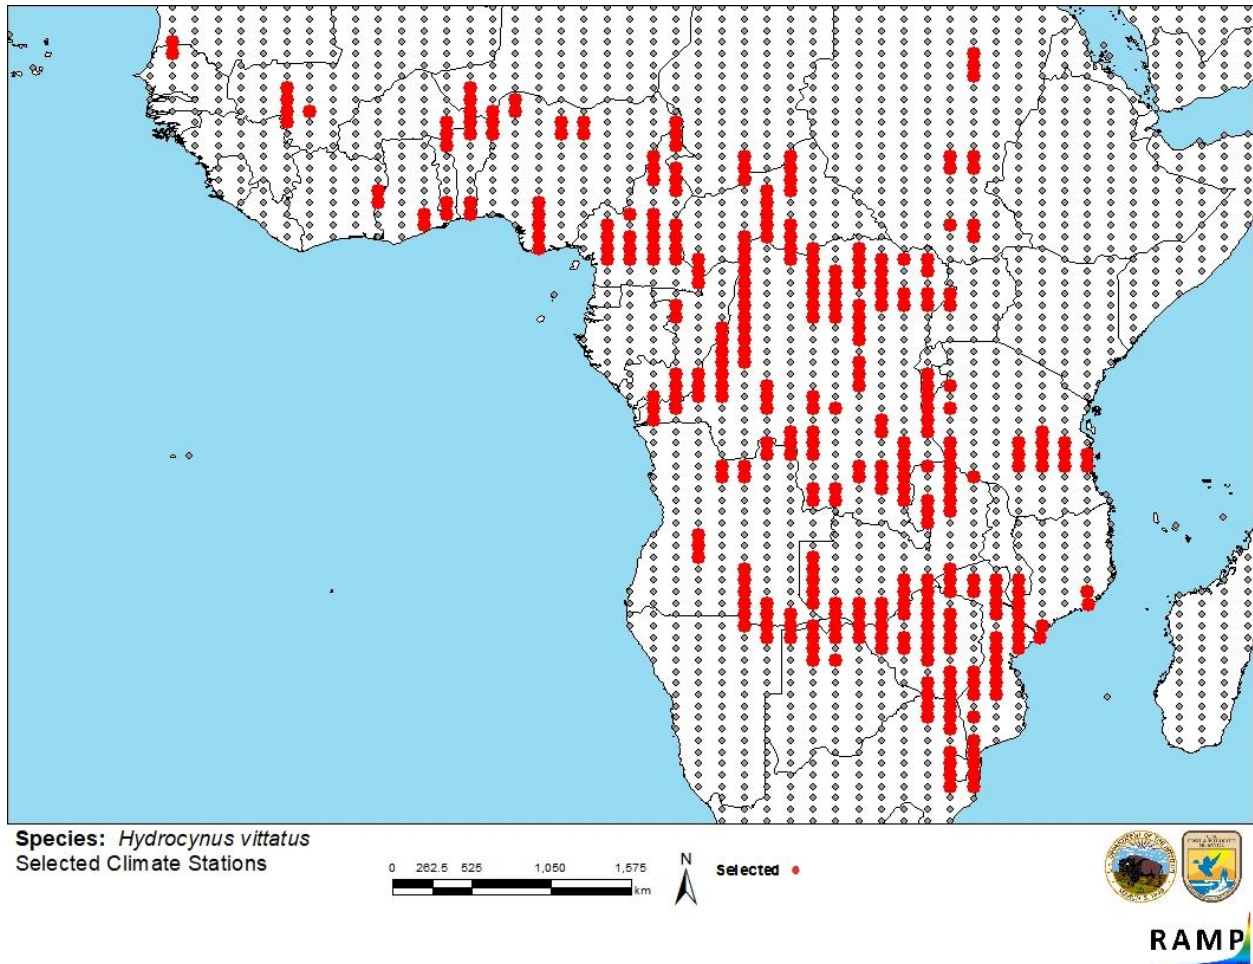 Species: Hydrocynus vittatus
Selected Climate Stations
0 262.5 525 1,050 1,575
km
N
Selected
RAMP